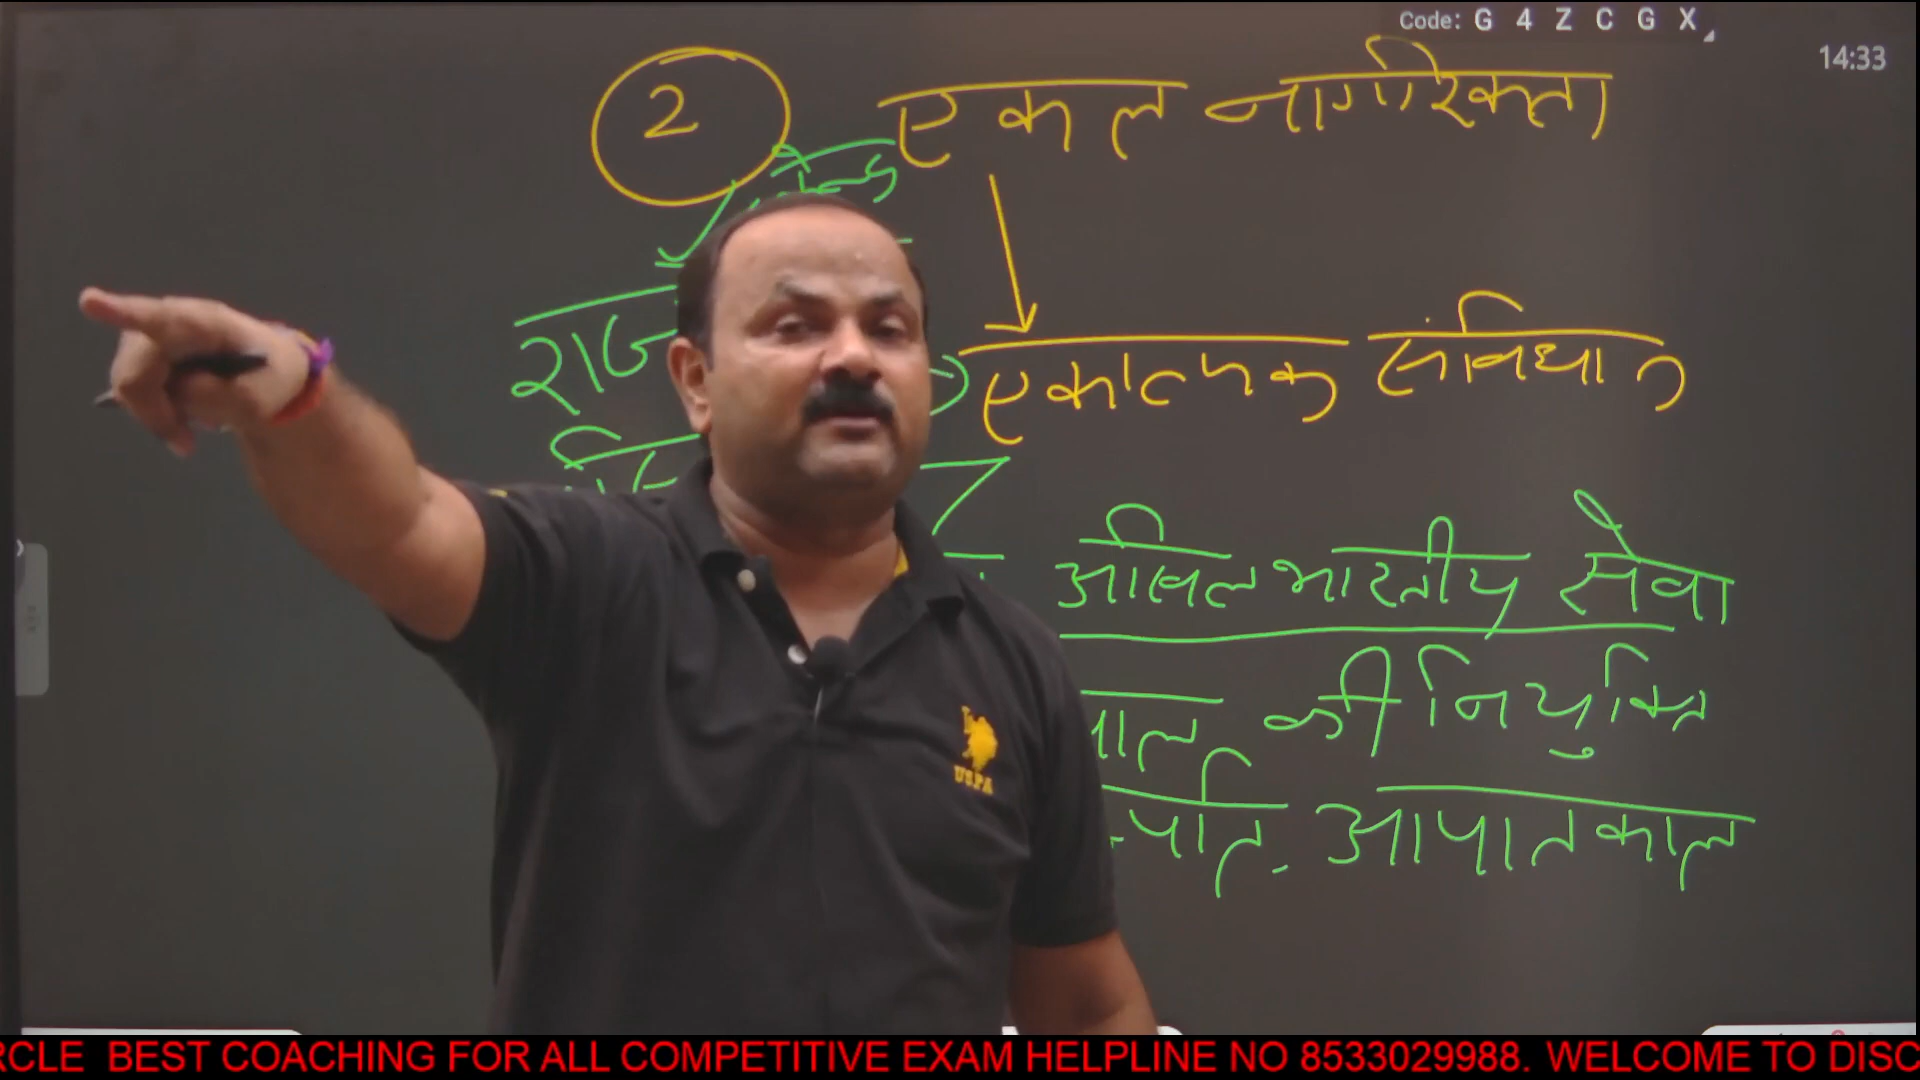 Code: G 4 Z C G X
14:33
2 एकल नागरिकता
एकात्मक संविधान
अखिल भारतीय सेवा
पाल की नियुक्ति
आपातकाल
USPA
RCLE BEST COACHING FOR ALL COMPETITIVE EXAM HELPLINE NO 8533029988. WELCOME TO DISC